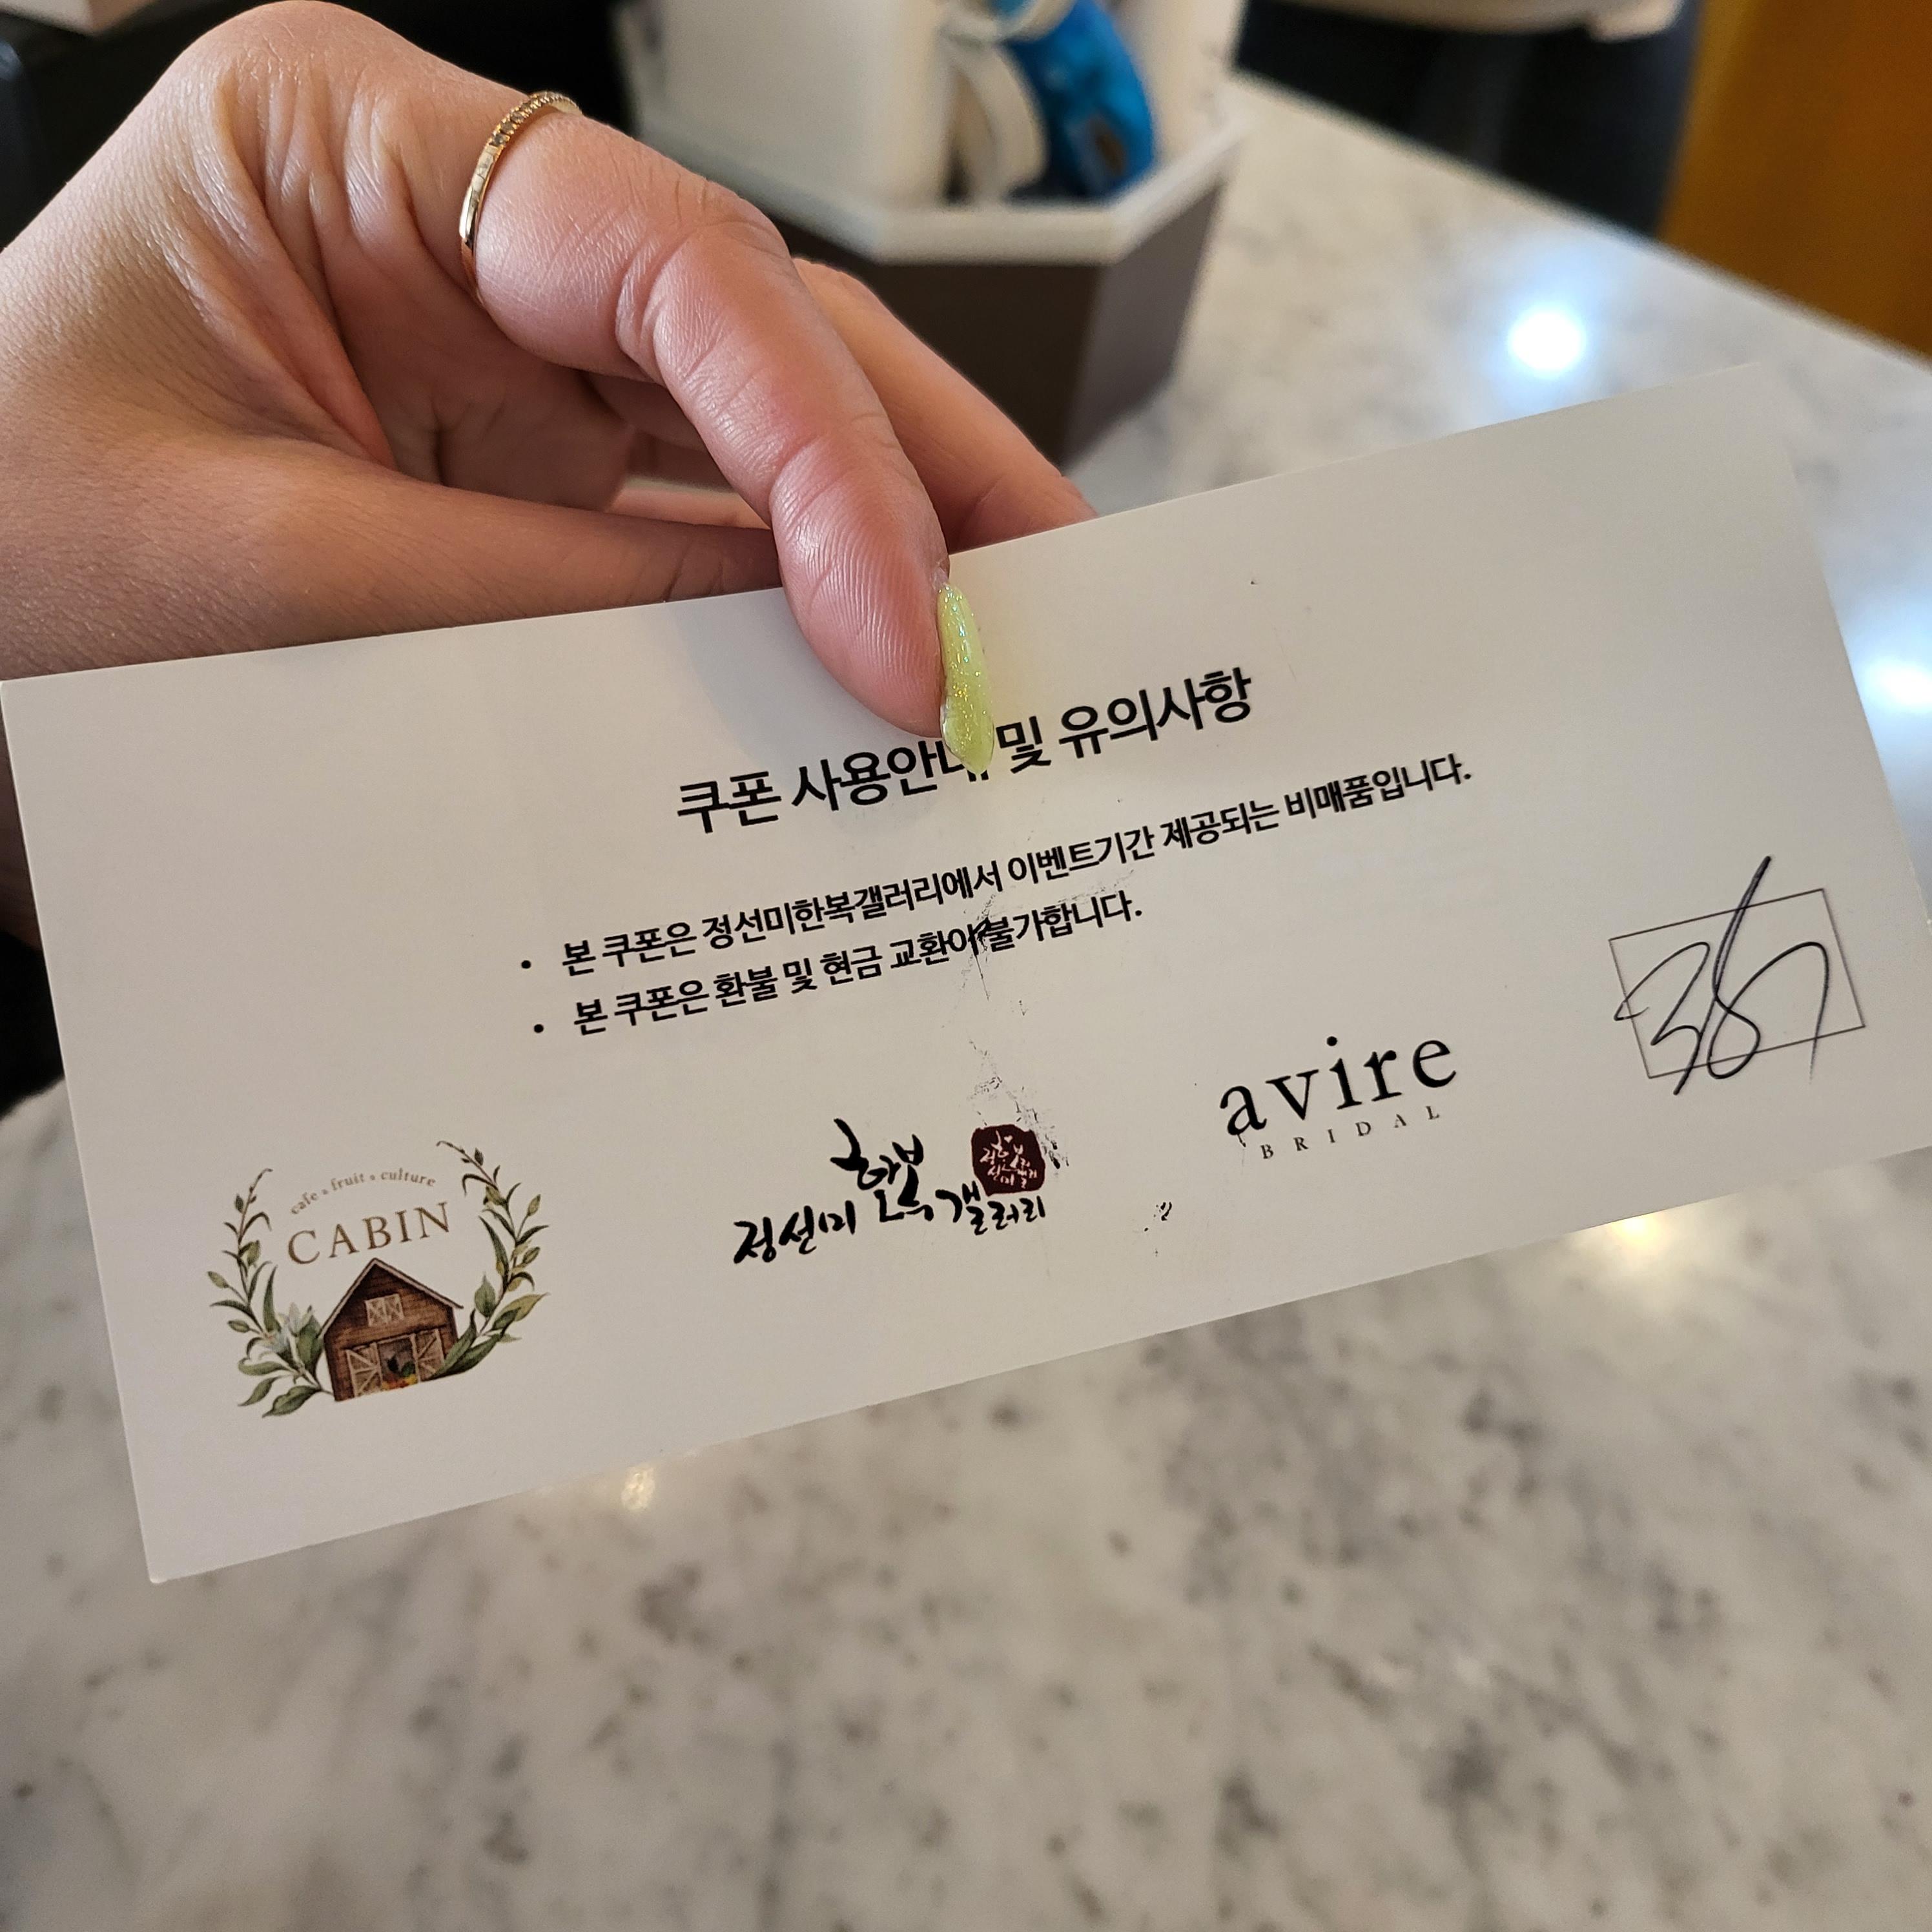 쿠폰 사용안내 및 유의사항
• 본 쿠폰은 정선미한복갤러리에서 이벤트기간 제공되는 비매품입니다.
• 본 쿠폰은 환불 및 현금 교환이 불가합니다.
cafe & fruit & culture
CABIN
정선미 한복 갤러리
avire
BRIDAL